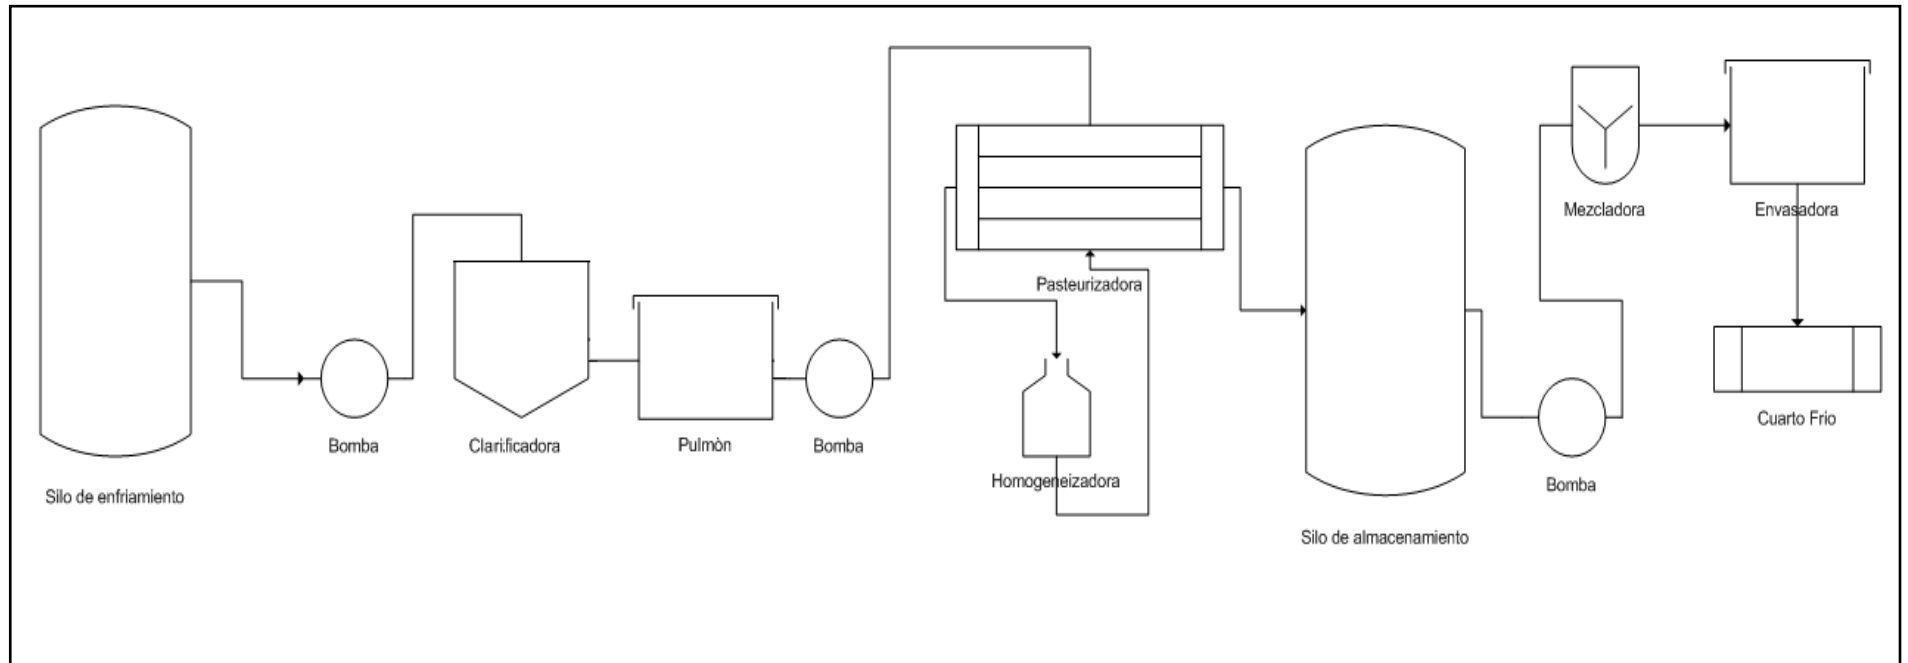 Mezcladora
Envasadora
Pasteurizadora
Cuarto Frio
Bomba
Clarificadora
Pulmòn
Bomba
Homogeneizadora
Bomba
Silo de enfriamiento
Silo de almacenamiento